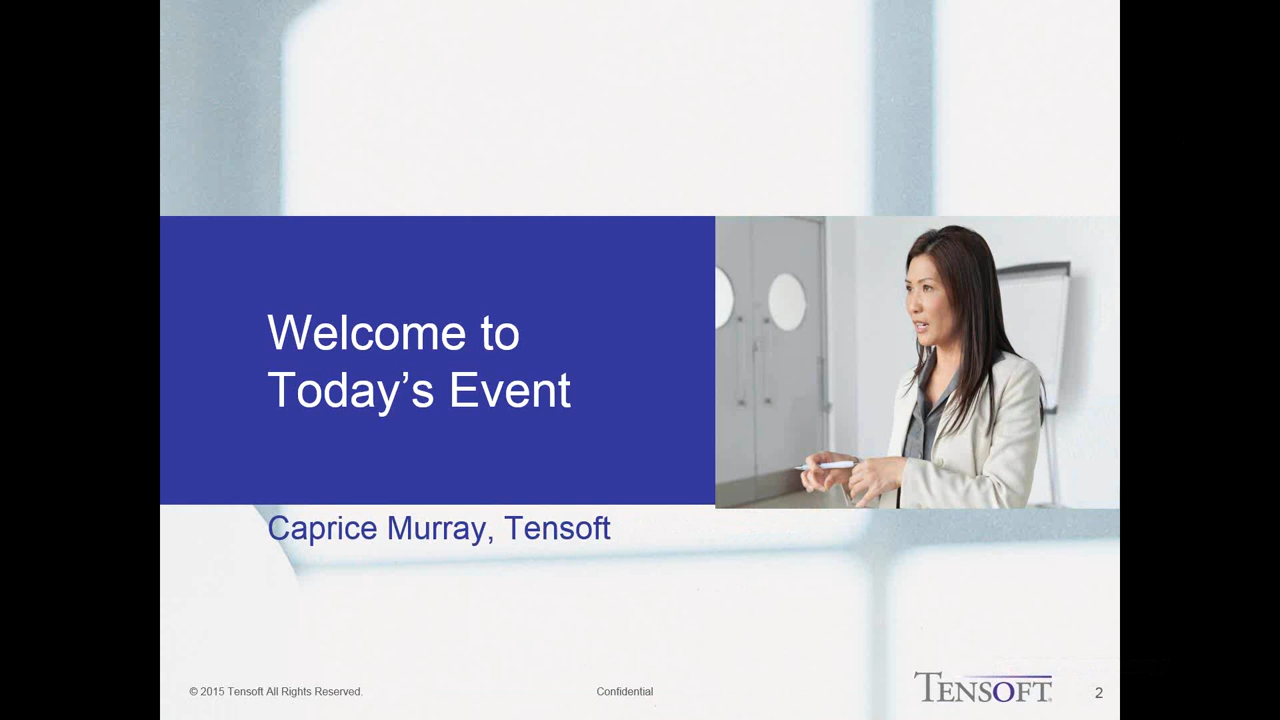 Welcome to
Today’s Event
Caprice Murray, Tensoft
© 2015 Tensoft All Rights Reserved.
Confidential
TENSOFT
2